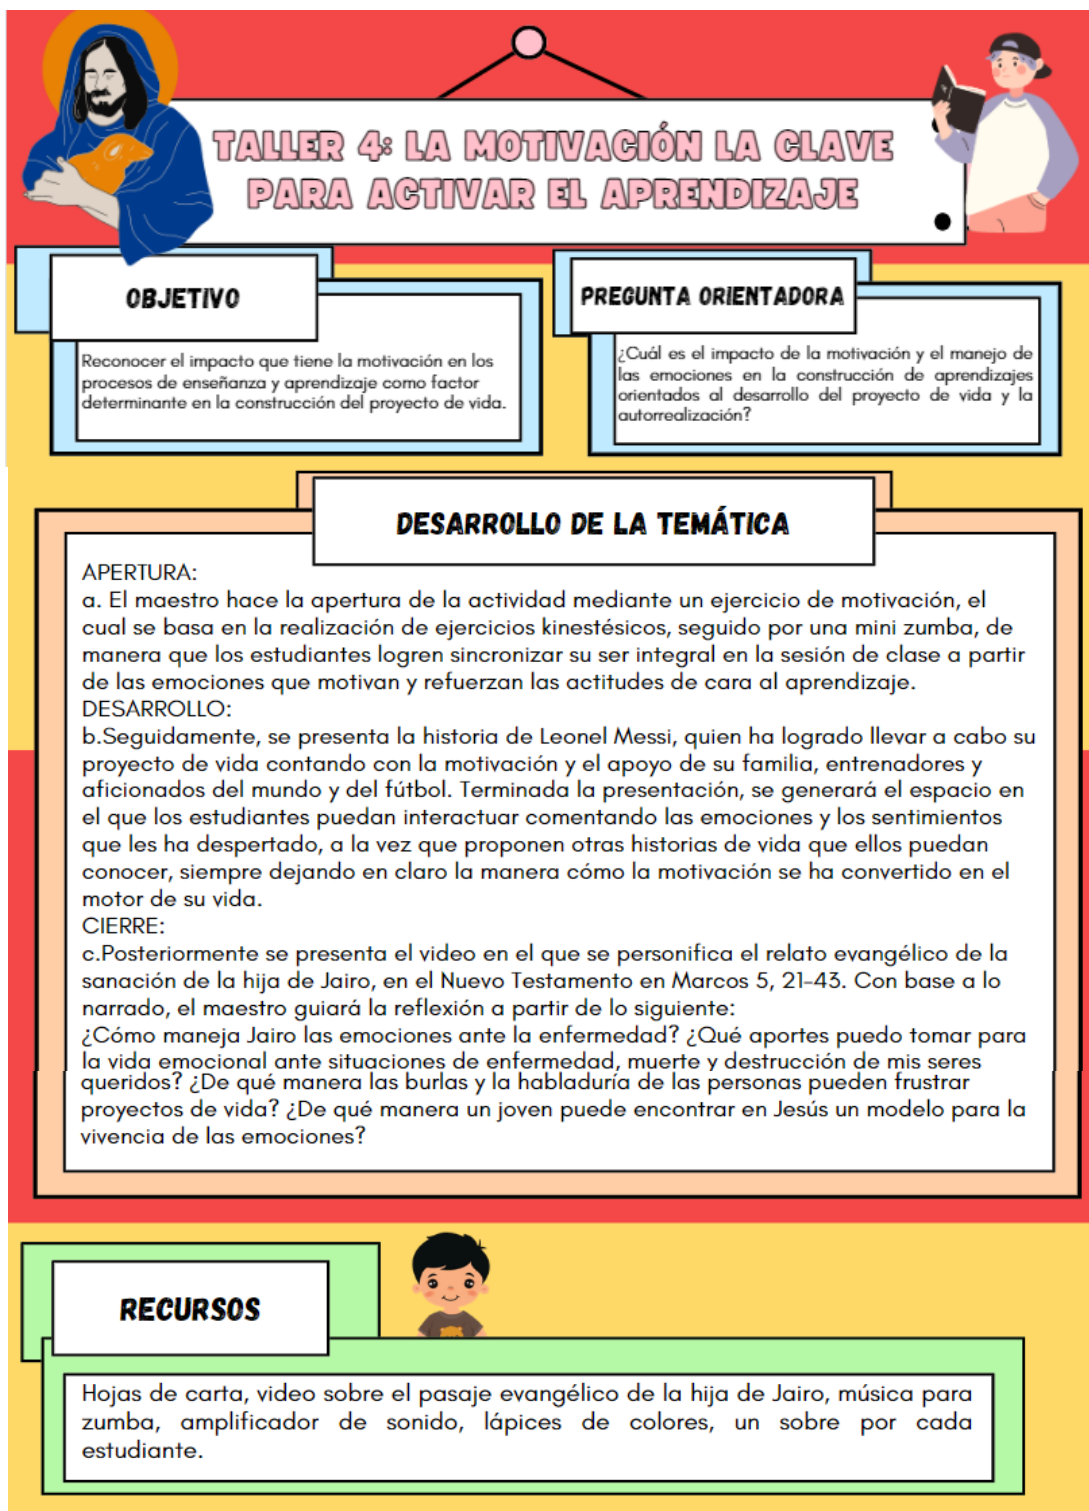 TALLER 4: LA MOTIVACIÓN LA CLAVE
PARA ACTIVAR EL APRENDIZAJE
OBJETIVO
Reconocer el impacto que tiene la motivación en los
procesos de enseñanza y aprendizaje como factor
determinante en la construcción del proyecto de vida.
PREGUNTA ORIENTADORA
¿Cuál es el impacto de la motivación y el manejo de
las emociones en la construcción de aprendizajes
orientados al desarrollo del proyecto de vida y la
autorrealización?
DESARROLLO DE LA TEMÁTICA
APERTURA:
a. El maestro hace la apertura de la actividad mediante un ejercicio de motivación, el
cual se basa en la realización de ejercicios kinestésicos, seguido por una mini zumba, de
manera que los estudiantes logren sincronizar su ser integral en la sesión de clase a partir
de las emociones que motivan y refuerzan las actitudes de cara al aprendizaje.
DESARROLLO:
b.Seguidamente, se presenta la historia de Leonel Messi, quien ha logrado llevar a cabo su
proyecto de vida contando con la motivación y el apoyo de su familia, entrenadores y
aficionados del mundo y del fútbol. Terminada la presentación, se generará el espacio en
el que los estudiantes puedan interactuar comentando las emociones y los sentimientos
que les ha despertado, a la vez que proponen otras historias de vida que ellos puedan
conocer, siempre dejando en claro la manera cómo la motivación se ha convertido en el
motor de su vida.
CIERRE:
c.Posteriormente se presenta el video en el que se personifica el relato evangélico de la
sanación de la hija de Jairo, en el Nuevo Testamento en Marcos 5, 21-43. Con base a lo
narrado, el maestro guiará la reflexión a partir de lo siguiente:
¿Cómo maneja Jairo las emociones ante la enfermedad? ¿Qué aportes puedo tomar para
la vida emocional ante situaciones de enfermedad, muerte y destrucción de mis seres
queridos? ¿De qué manera las burlas y la habladuría de las personas pueden frustrar
proyectos de vida? ¿De qué manera un joven puede encontrar en Jesús un modelo para la
vivencia de las emociones?
RECURSOS
Hojas de carta, video sobre el pasaje evangélico de la hija de Jairo, música para
zumba, amplificador de sonido, lápices de colores, un sobre por cada
estudiante.